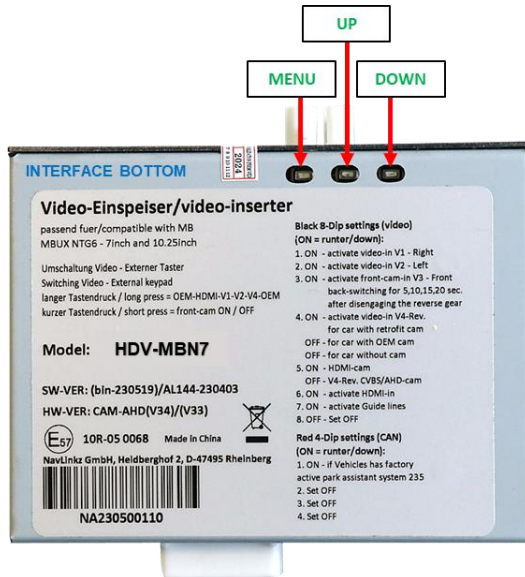 UP
MENU
DOWN
INTERFACE BOTTOM
2024
Video-Einspeiser/video-inserter
passend fuer/compatible with MB
MBUX NTG6 - 7inch and 10.25inch
Umschaltung Video - Externer Taster
Switching Video - External keypad
langer Tastendruck / long press = OEM-HDMI-V1-V2-V4-OEM
kurzer Tastendruck / short press = front-cam ON / OFF
Model: HDV-MBN7
SW-VER: (bin-230519)/AL144-230403
HW-VER: CAM-AHD(V34)/(V33)
E57 10R-05 0068 Made in China
NavLinkz GmbH, Heidberghof 2, D-47495 Rheinberg
NA230500110
Black 8-Dip settings (video)
(ON = runter/down):
1. ON - activate video-in V1 - Right
2. ON - activate video-in V2 - Left
3. ON - activate front-cam-in V3 - Front
back-switching for 5,10,15,20 sec.
after disengaging the reverse gear
4. ON - activate video-in V4-Rev.
for car with retrofit cam
OFF - for car with OEM cam
OFF - for car without cam
5. ON - HDMI-cam
OFF - V4-Rev. CVBS/AHD-cam
6. ON - activate HDMI-in
7. ON - activate Guide lines
8. OFF - Set OFF
Red 4-Dip settings (CAN)
(ON = runter/down):
1. ON - if Vehicles has factory
active park assistant system 235
2. Set OFF
3. Set OFF
4. Set OFF